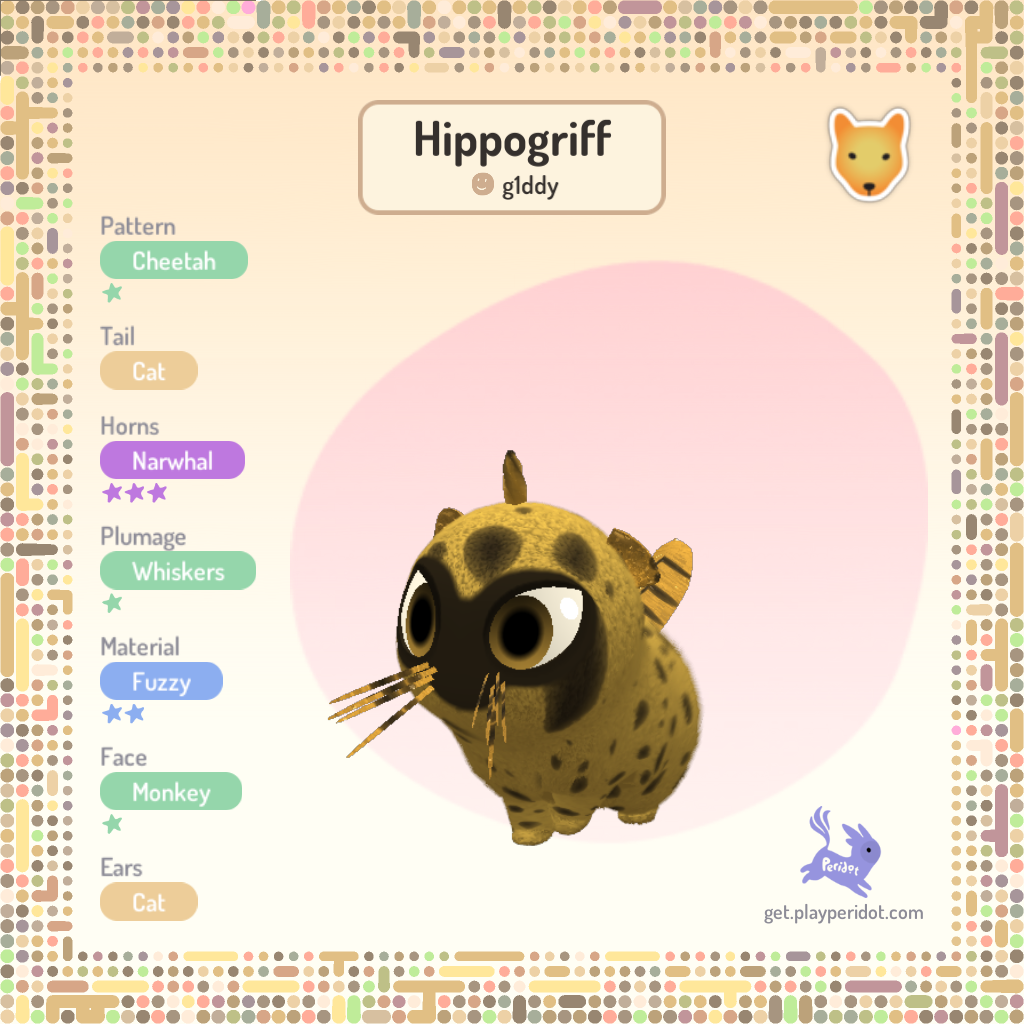 Hippogriff
g1ddy
Pattern
Cheetah
Tail
Cat
Horns
Narwhal
Plumage
Whiskers
Material
Fuzzy
Face
Monkey
Ears
Cat
Peridot
get.playperidot.com